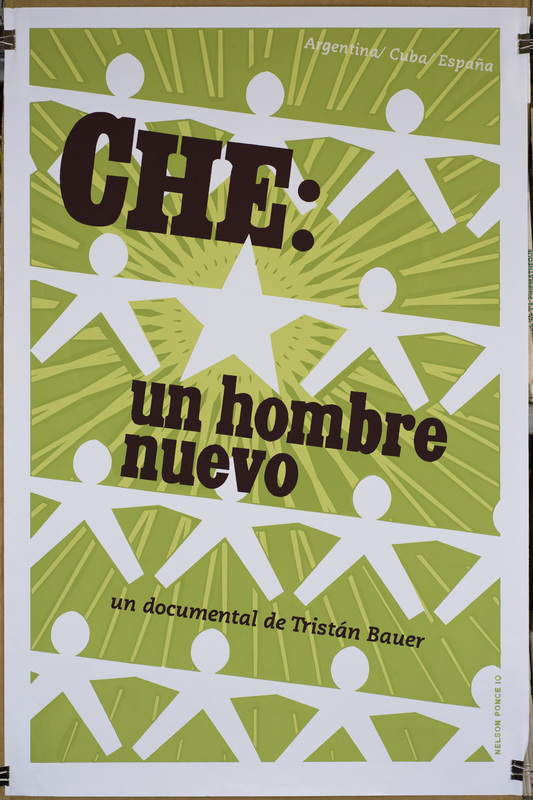 Argentina/ Cuba/ España
CHE:
un hombre
nuevo
un documental de Tristán Bauer
NELSON PONCE 10